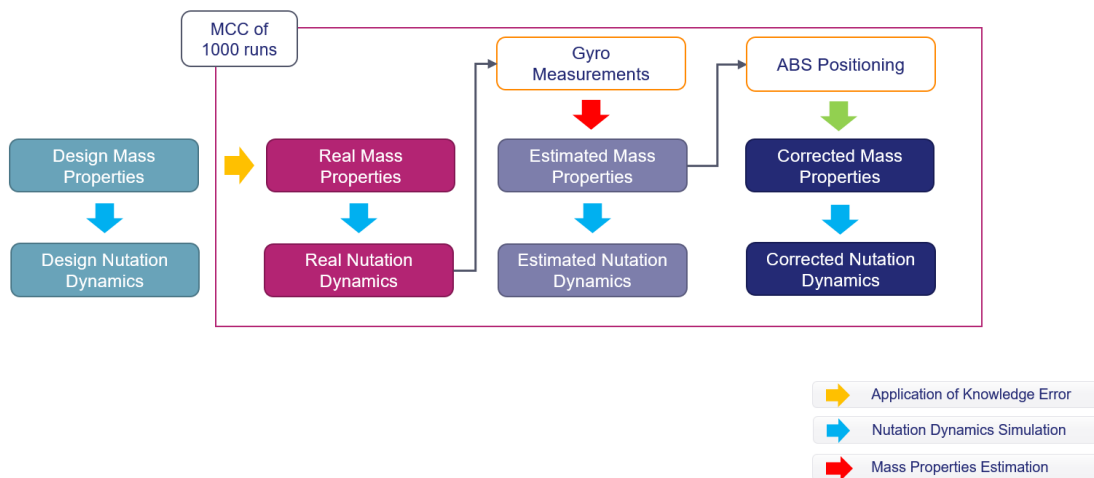 MCC of
1000 runs
Gyro
Measurements
ABS Positioning
Design Mass
Properties
Real Mass
Properties
Estimated Mass
Properties
Corrected Mass
Properties
Design Nutation
Dynamics
Real Nutation
Dynamics
Estimated Nutation
Dynamics
Corrected Nutation
Dynamics
Application of Knowledge Error
Nutation Dynamics Simulation
Mass Properties Estimation